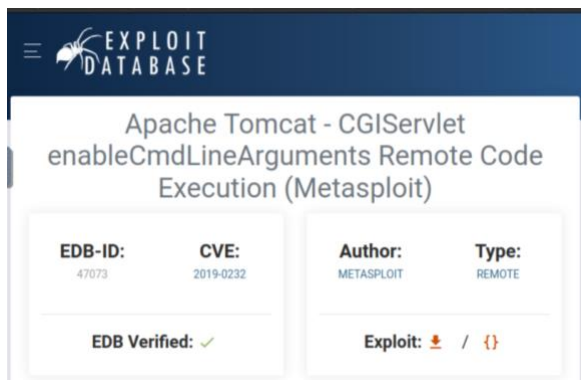 EXPLOIT
DATABASE
Apache Tomcat - CGIServlet
enableCmdLineArguments Remote Code
Execution (Metasploit)
EDB-ID: CVE: Author: Type:
47073 2019-0232 METASPLOIT REMOTE
EDB Verified: ✓ Exploit: / {}